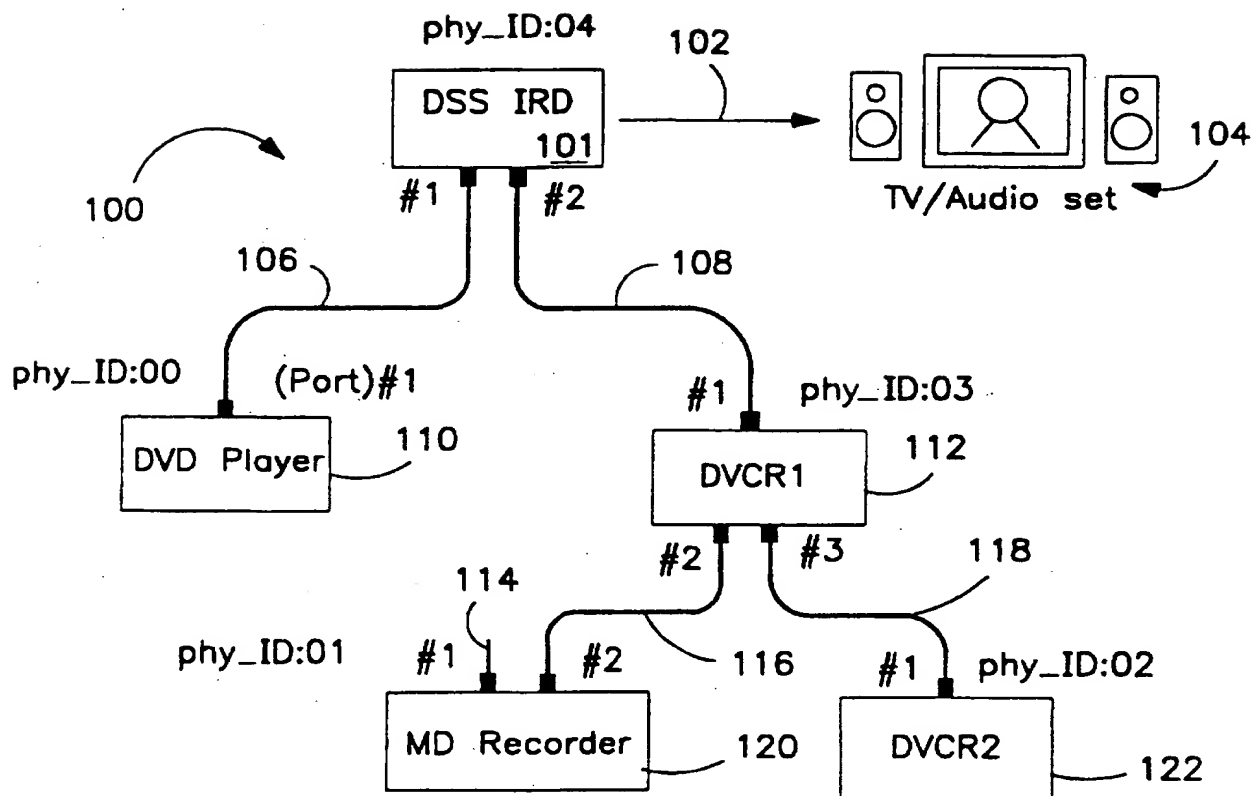 phy_ID:04
102
DSS IRD
101
104
100
#1
#2
TV/Audio set
106
108
phy_ID:00
(Port)#1
#1
phy_ID:03
DVD Player
110
DVCR1
112
#2
#3
114
118
phy_ID:01
#1
#2
116
#1
phy_ID:02
MD Recorder
120
DVCR2
122